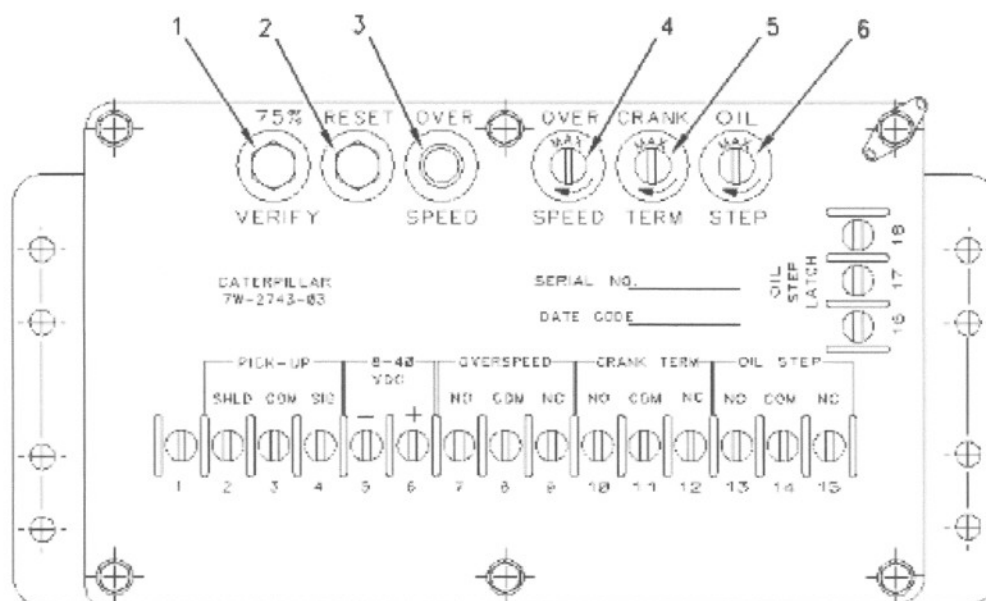 1 2 3 4 5 6
75% RESET OVER OVER CRANK OIL
MAX MAX MAX
VERIFY SPEED SPEED TERM STEP
CATERPILLAR
7W-2743-03
SERIAL NO.
DATE CODE
OIL
STEP
LATCH
18
17
16
PICK-UP 8-40 OVERSPEED CRANK TERM OIL STEP
VDC
SHLD COM SIG - + NO COM NC NO COM NC NO COM NC
1 2 3 4 5 6 7 8 9 10 11 12 13 14 15